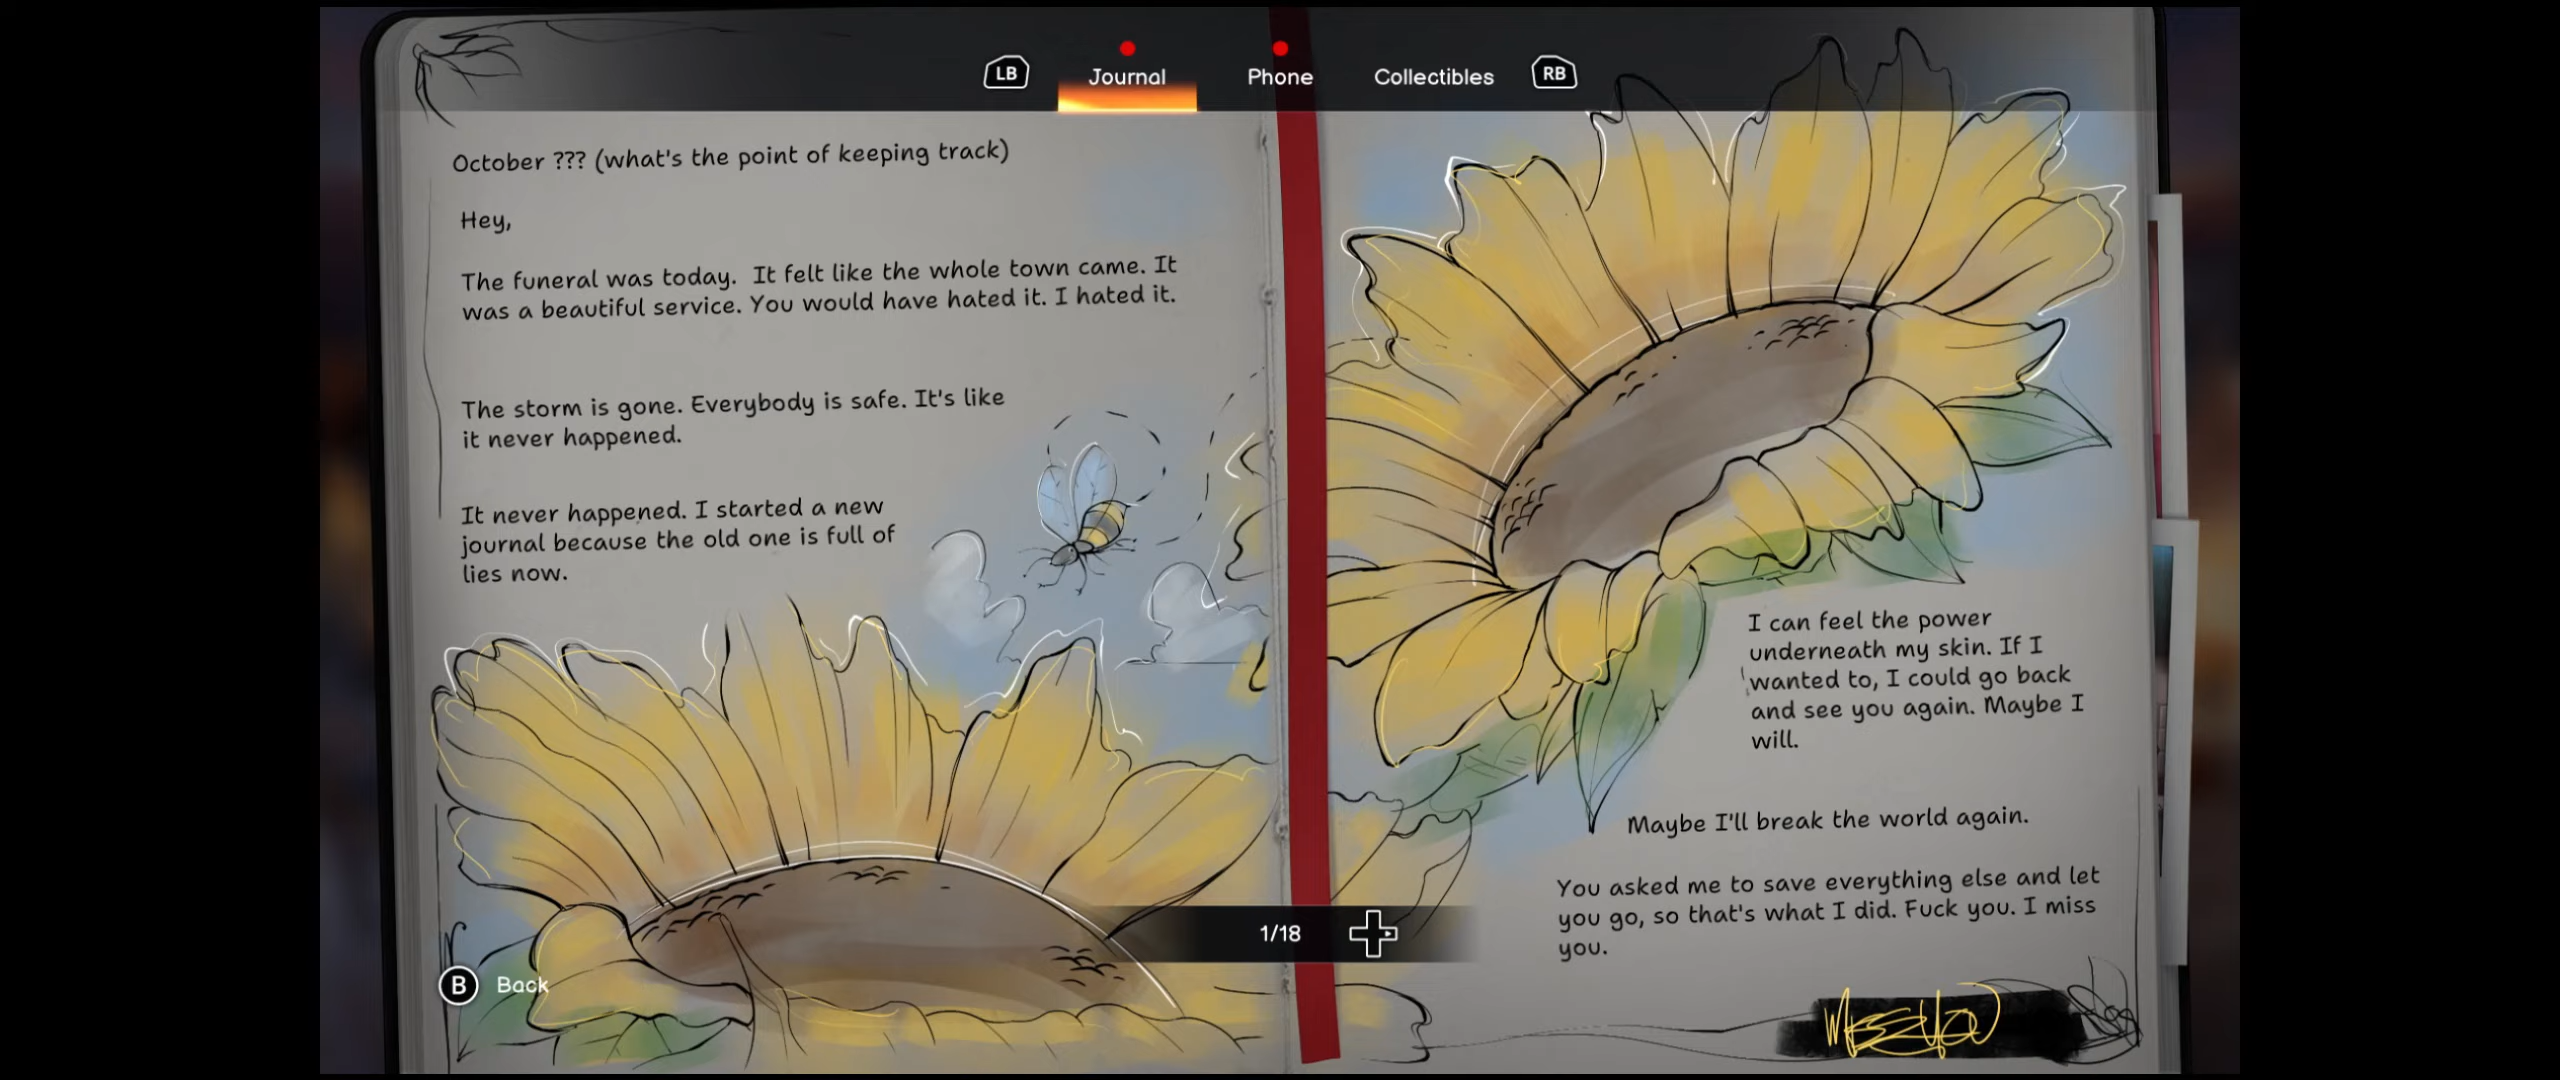 LB Journal Phone Collectibles RB
October ??? (what's the point of keeping track)
Hey,
The funeral was today.  It felt like the whole town came. It
was a beautiful service. You would have hated it. I hated it.
The storm is gone. Everybody is safe. It's like
it never happened.
It never happened. I started a new
journal because the old one is full of
lies now.
I can feel the power
underneath my skin. If I
wanted to, I could go back
and see you again. Maybe I
will.
Maybe I'll break the world again.
You asked me to save everything else and let
you go, so that's what I did. Fuck you. I miss
you.
1/18
B Back
MISS YOU